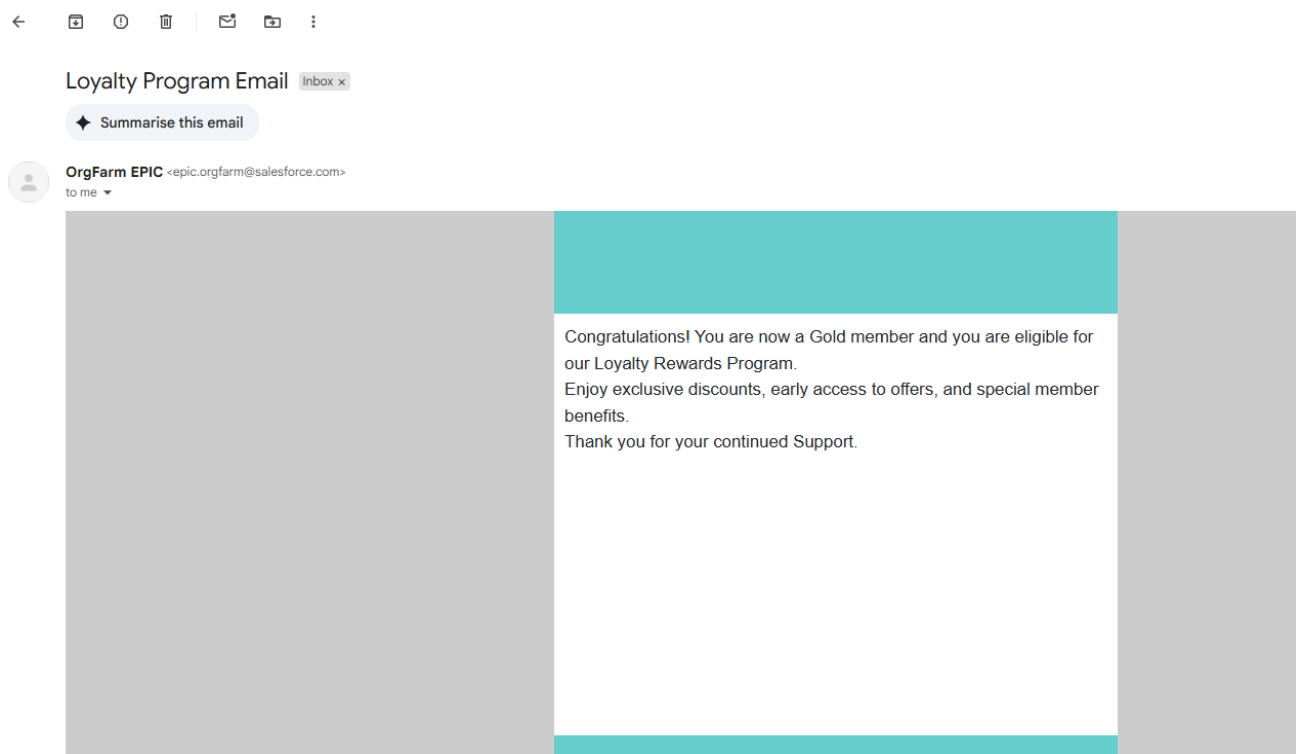 Loyalty Program Email Inbox ×
Summarise this email
OrgFarm EPIC <epic.orgfarm@salesforce.com>
to me
Congratulations! You are now a Gold member and you are eligible for
our Loyalty Rewards Program.
Enjoy exclusive discounts, early access to offers, and special member
benefits.
Thank you for your continued Support.